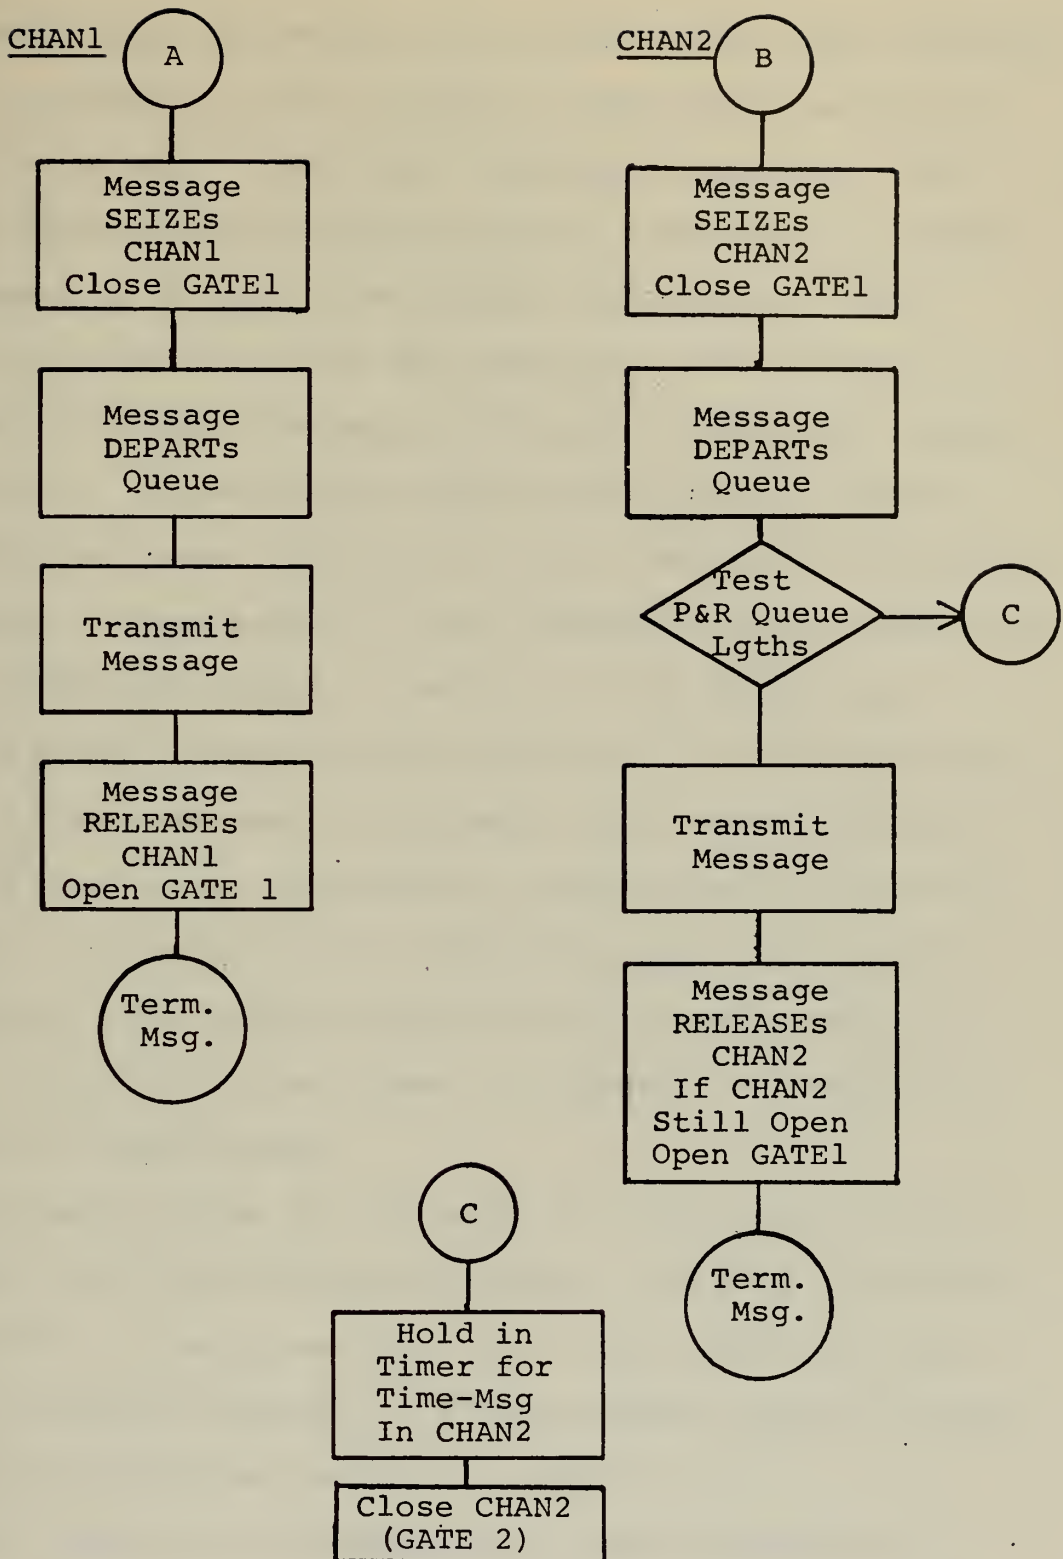 CHAN1
A
Message
SEIZEs
CHAN1
Close GATE1
Message
DEPARTs
Queue
Transmit
Message
Message
RELEASEs
CHAN1
Open GATE 1
Term.
Msg.
CHAN2
B
Message
SEIZEs
CHAN2
Close GATE1
Message
DEPARTs
Queue
Test
P&R Queue
Lgths
C
Transmit
Message
Message
RELEASEs
CHAN2
If CHAN2
Still Open
Open GATE1
Term.
Msg.
C
Hold in
Timer for
Time-Msg
In CHAN2
Close CHAN2
(GATE 2)